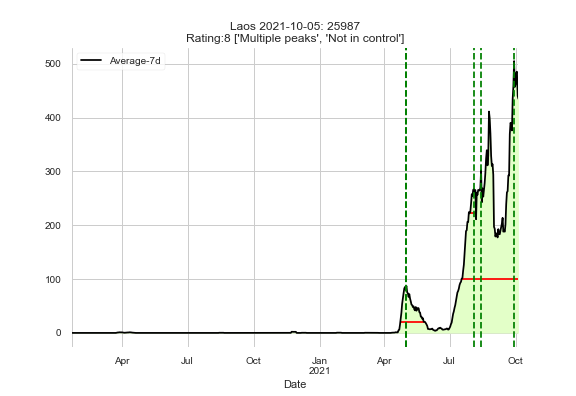 Laos 2021-10-05: 25987
Rating:8 ['Multiple peaks', 'Not in control']
Average-7d
500
400
300
200
100
0
Apr Jul Oct Jan Apr Jul Oct
2021
Date